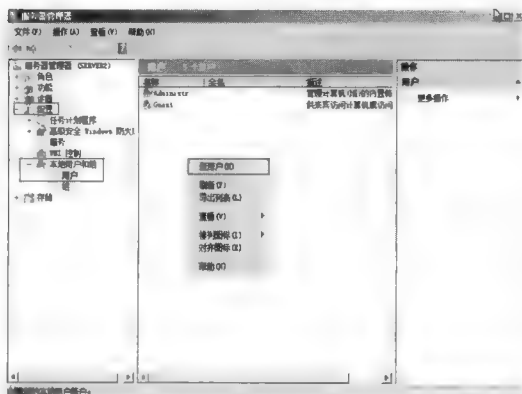 服务器管理器
文件(F) 操作(A) 查看(V) 帮助(H)
服务器管理器 (SERVER2)
角色
功能
诊断
配置
任务计划程序
高级安全 Windows 防火
服务
WMI 控制
本地用户和组
用户
组
存储
用户
名称 全名 描述
Administr 管理计算机(域)的内置帐
Guest 供来宾访问计算机或访问
新用户(N)
刷新(F)
导出列表(L)
查看(V)
排列图标(I)
对齐图标(E)
帮助(H)
操作
用户
更多操作